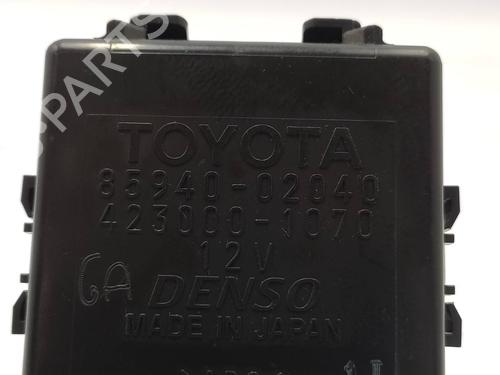 TOYOTA
85940-02040
423000-1070
12V
GA DENSO
MADE IN JAPAN
PARTS